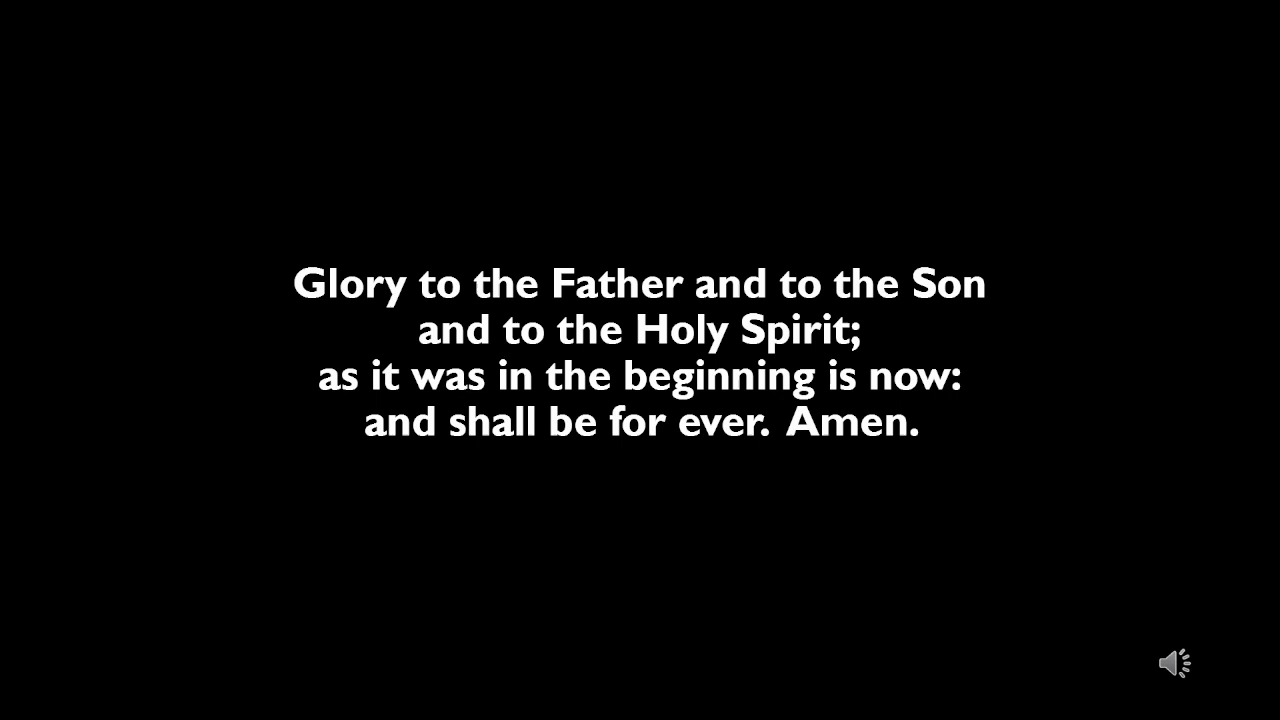 Glory to the Father and to the Son
and to the Holy Spirit;
as it was in the beginning is now:
and shall be for ever.  Amen.